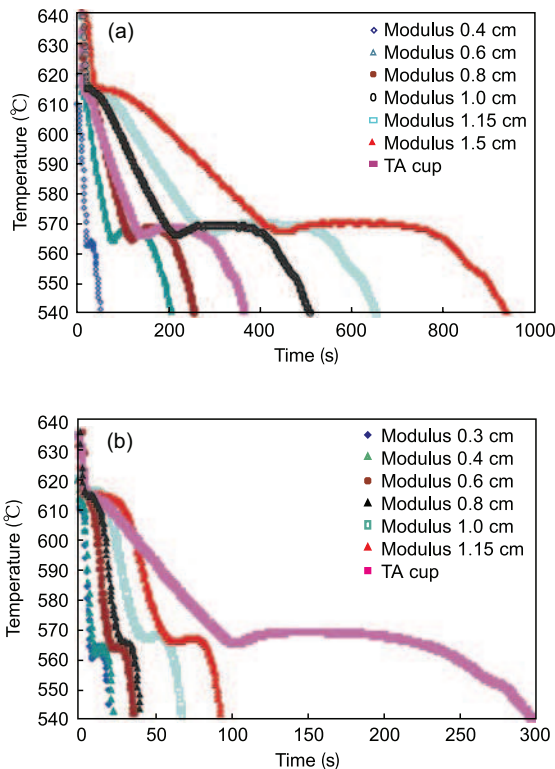 (a)
640
630
620
610
600
590
580
570
560
550
540
Temperature (℃)
Modulus 0.4 cm
Modulus 0.6 cm
Modulus 0.8 cm
Modulus 1.0 cm
Modulus 1.15 cm
Modulus 1.5 cm
TA cup
0 200 400 600 800 1000
Time (s)
(b)
640
630
620
610
600
590
580
570
560
550
540
Temperature (℃)
Modulus 0.3 cm
Modulus 0.4 cm
Modulus 0.6 cm
Modulus 0.8 cm
Modulus 1.0 cm
Modulus 1.15 cm
TA cup
0 50 100 150 200 250 300
Time (s)